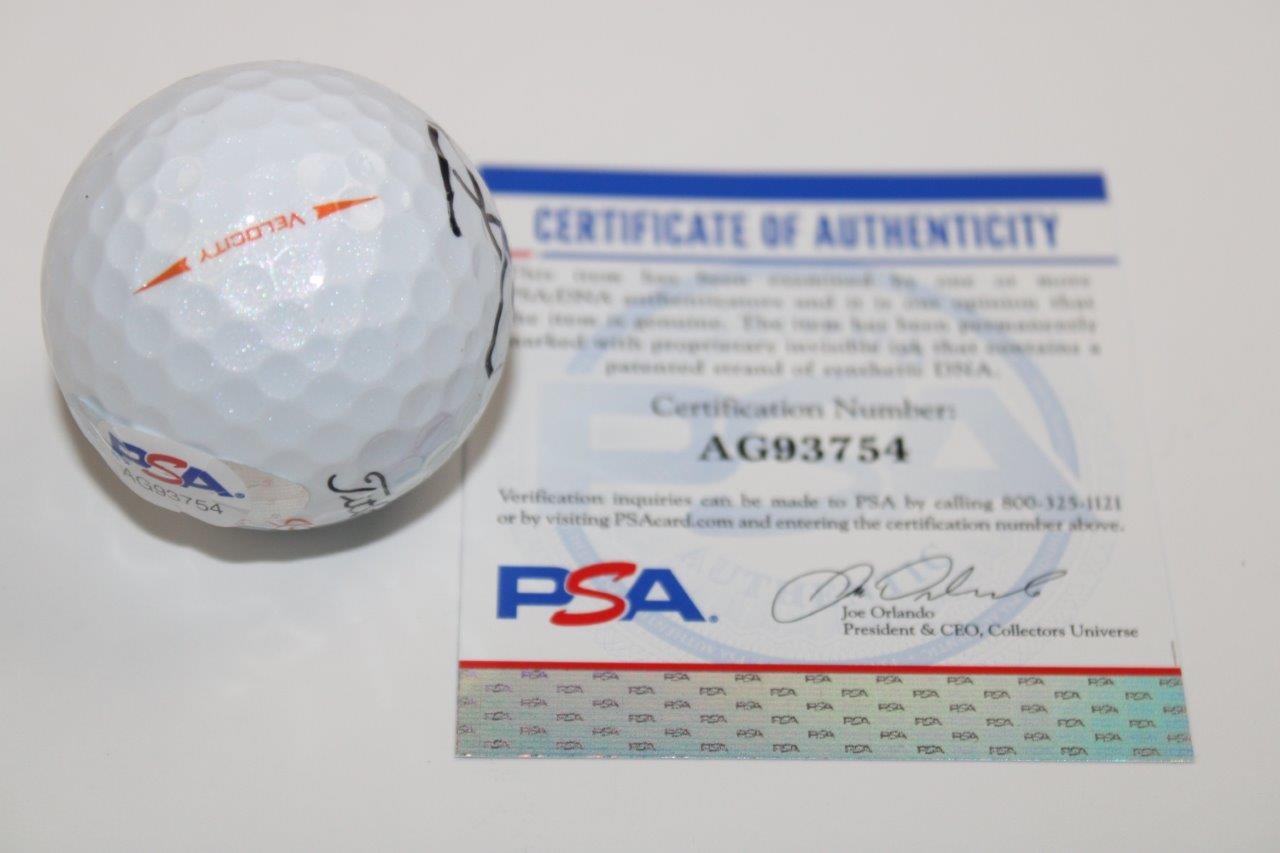 VELOCITY
PSA
AG93754
Tit
CERTIFICATE OF AUTHENTICITY
This item has been examined by one or more
PSA/DNA authenticators and it is our opinion that
the item is genuine. The item has been permanently
marked with proprietary invisible ink that contains a
patented strand of synthetic DNA.
Certification Number:
AG93754
Verification inquiries can be made to PSA by calling 800-325-1121
or by visiting PSAcard.com and entering the certification number above.
PSA
Joe Orlando
President & CEO, Collectors Universe